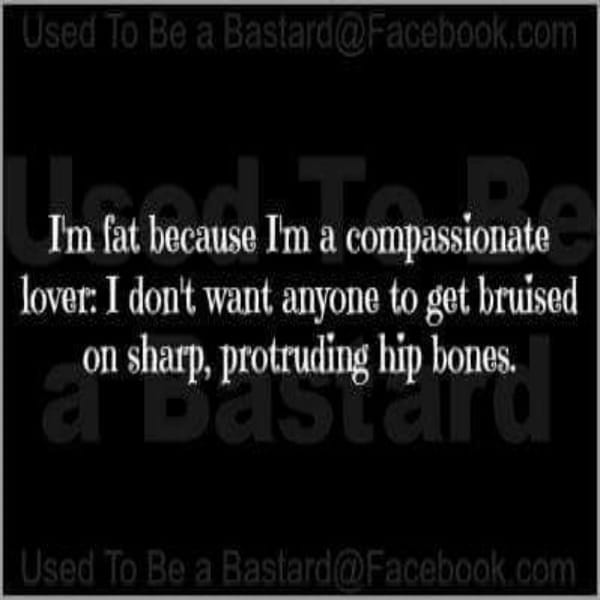 Used To Be a Bastard@Facebook.com
Used To Be
I'm fat because I'm a compassionate
lover: I don't want anyone to get bruised
on sharp, protruding hip bones.
a Bastard
Used To Be a Bastard@Facebook.com